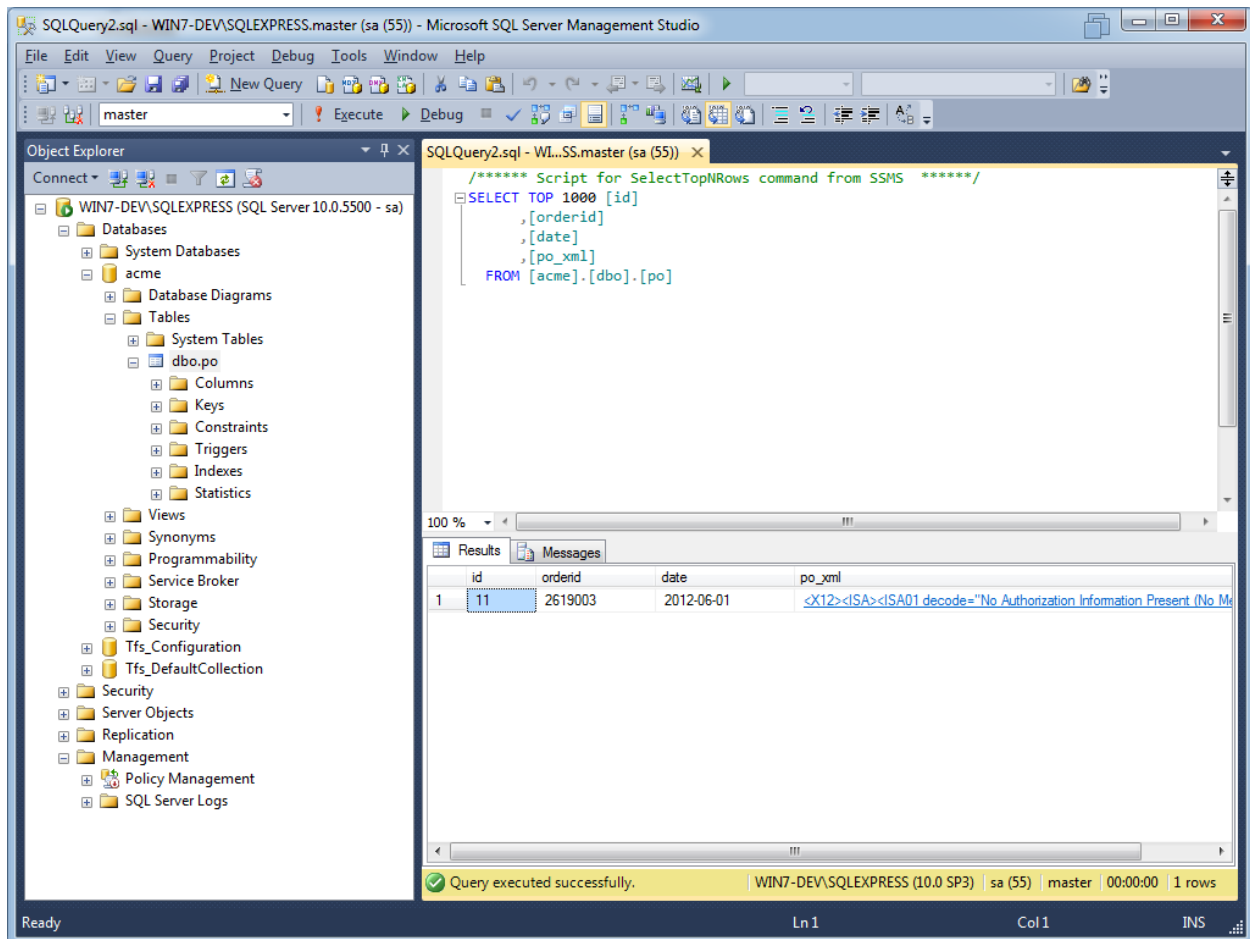 SQLQuery2.sql - WIN7-DEV\SQLEXPRESS.master (sa (55)) - Microsoft SQL Server Management Studio
File Edit View Query Project Debug Tools Window Help
New Query
master Execute Debug
Object Explorer
Connect
WIN7-DEV\SQLEXPRESS (SQL Server 10.0.5500 - sa)
Databases
System Databases
acme
Database Diagrams
Tables
System Tables
dbo.po
Columns
Keys
Constraints
Triggers
Indexes
Statistics
Views
Synonyms
Programmability
Service Broker
Storage
Security
Tfs_Configuration
Tfs_DefaultCollection
Security
Server Objects
Replication
Management
Policy Management
SQL Server Logs
SQLQuery2.sql - WI...SS.master (sa (55))
/****** Script for SelectTopNRows command from SSMS ******/
SELECT TOP 1000 [id]
,[orderid]
,[date]
,[po_xml]
FROM [acme].[dbo].[po]
100 %
Results Messages
id orderid date po_xml
1 11 2619003 2012-06-01 <X12><ISA><ISA01 decode="No Authorization Information Present (No Me
Query executed successfully. WIN7-DEV\SQLEXPRESS (10.0 SP3) sa (55) master 00:00:00 1 rows
Ready Ln 1 Col 1 INS